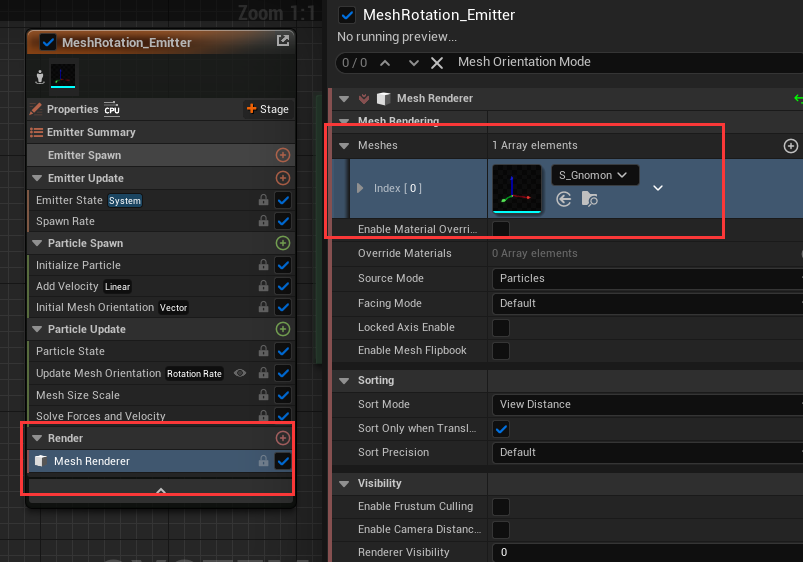 Zoom 1:1
MeshRotation_Emitter
Properties CPU Stage
Emitter Summary
Emitter Spawn
Emitter Update
Emitter State System
Spawn Rate
Particle Spawn
Initialize Particle
Add Velocity Linear
Initial Mesh Orientation Vector
Particle Update
Particle State
Update Mesh Orientation Rotation Rate
Mesh Size Scale
Solve Forces and Velocity
Render
Mesh Renderer
MeshRotation_Emitter
No running preview...
0 / 0 Mesh Orientation Mode
Mesh Renderer
Mesh Rendering
Meshes 1 Array elements
Index [ 0 ] S_Gnomon
Enable Material Overri...
Override Materials 0 Array elements
Source Mode Particles
Facing Mode Default
Locked Axis Enable
Enable Mesh Flipbook
Sorting
Sort Mode View Distance
Sort Only when Transl...
Sort Precision Default
Visibility
Enable Frustum Culling
Enable Camera Distanc...
Renderer Visibility 0